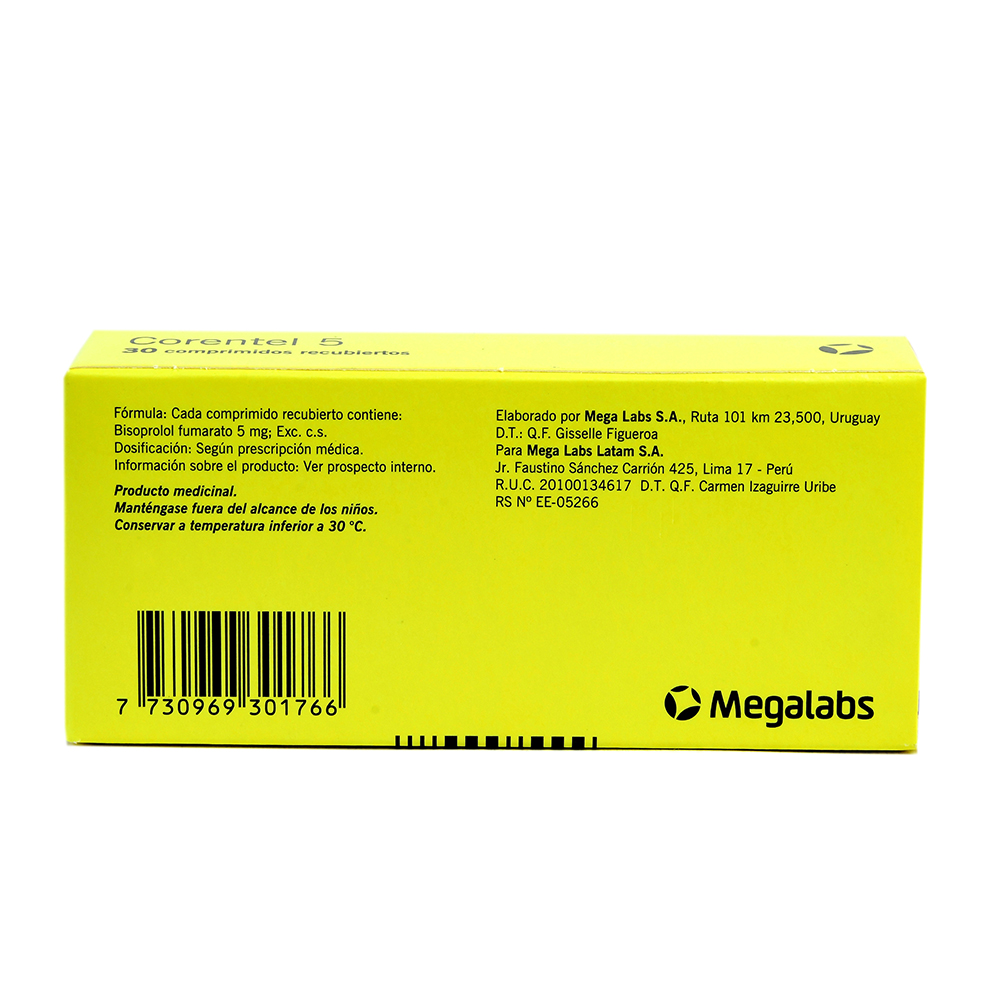 Corentel 5
30 comprimidos recubiertos
Fórmula: Cada comprimido recubierto contiene:
Bisoprolol fumarato 5 mg; Exc. c.s.
Dosificación: Según prescripción médica.
Información sobre el producto: Ver prospecto interno.
Producto medicinal.
Manténgase fuera del alcance de los niños.
Conservar a temperatura inferior a 30 °C.
Elaborado por Mega Labs S.A., Ruta 101 km 23,500, Uruguay
D.T.: Q.F. Gisselle Figueroa
Para Mega Labs Latam S.A.
Jr. Faustino Sánchez Carrión 425, Lima 17 - Perú
R.U.C. 20100134617 D.T. Q.F. Carmen Izaguirre Uribe
RS Nº EE-05266
7 730969 301766
Megalabs